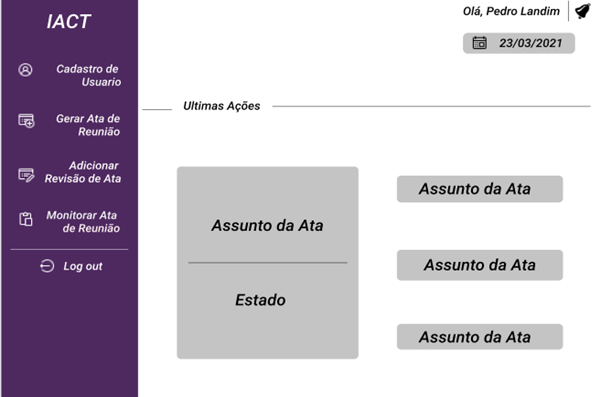 IACT
Olá, Pedro Landim
23/03/2021
Cadastro de
Usuario
Gerar Ata de
Reunião
Adicionar
Revisão de Ata
Monitorar Ata
de Reunião
Log out
Ultimas Ações
Assunto da Ata
Estado
Assunto da Ata
Assunto da Ata
Assunto da Ata